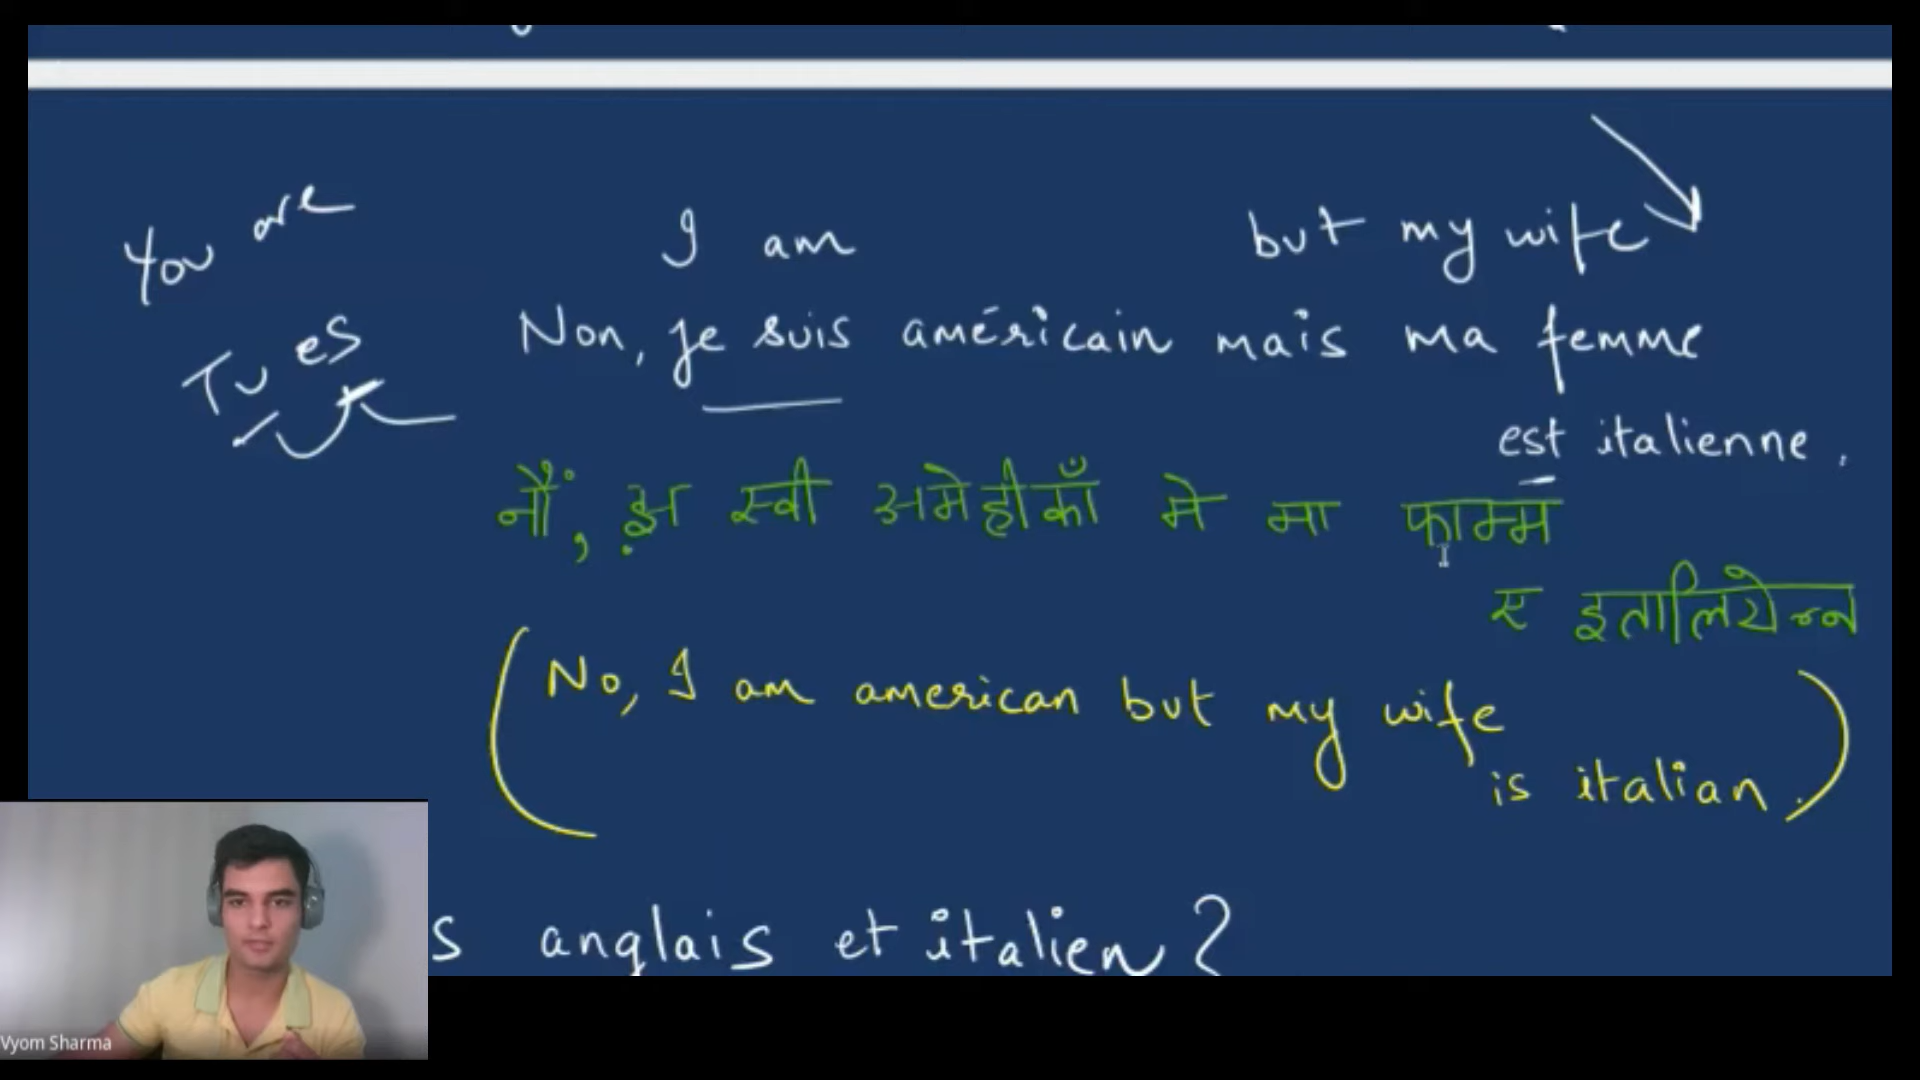 You are
I am
but my wife
Tu es
Non, je suis américain mais ma femme
est italienne.
नौं, झ़ स्वी अमेहीकाँ मे मा फाम्म
ए इतालियेन्न
(No, I am american but my wife
is italian.)
s anglais et italien?
Vyom Sharma